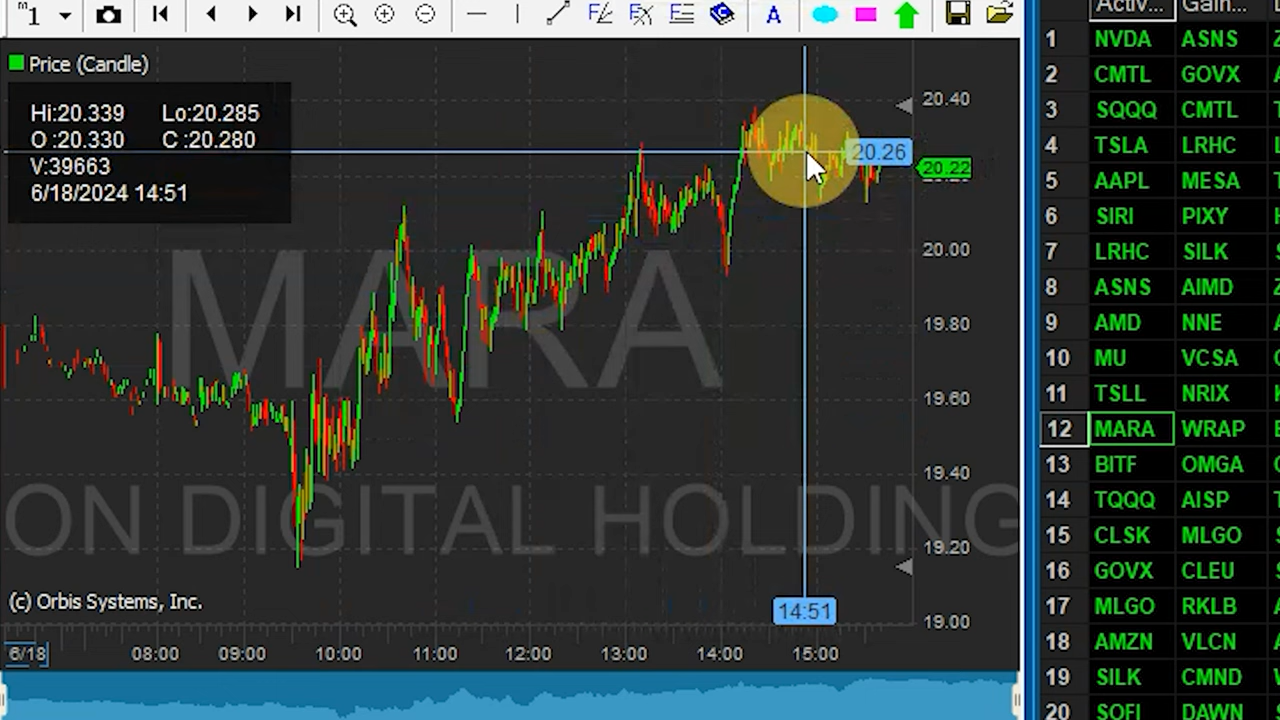 m 1
A
Activ... Gain...
Price (Candle)
Hi:20.339 Lo:20.285
O :20.330 C :20.280
V:39663
6/18/2024 14:51
20.40
20.26
20.22
20.00
19.80
19.60
19.40
19.20
19.00
MARA
ON DIGITAL HOLDING
(c) Orbis Systems, Inc.
14:51
6/18 08:00 09:00 10:00 11:00 12:00 13:00 14:00 15:00
1 NVDA ASNS
2 CMTL GOVX
3 SQQQ CMTL
4 TSLA LRHC
5 AAPL MESA
6 SIRI PIXY
7 LRHC SILK
8 ASNS AIMD
9 AMD NNE
10 MU VCSA
11 TSLL NRIX
12 MARA WRAP
13 BITF OMGA
14 TQQQ AISP
15 CLSK MLGO
16 GOVX CLEU
17 MLGO RKLB
18 AMZN VLCN
19 SILK CMND
20 SOFI DAWN